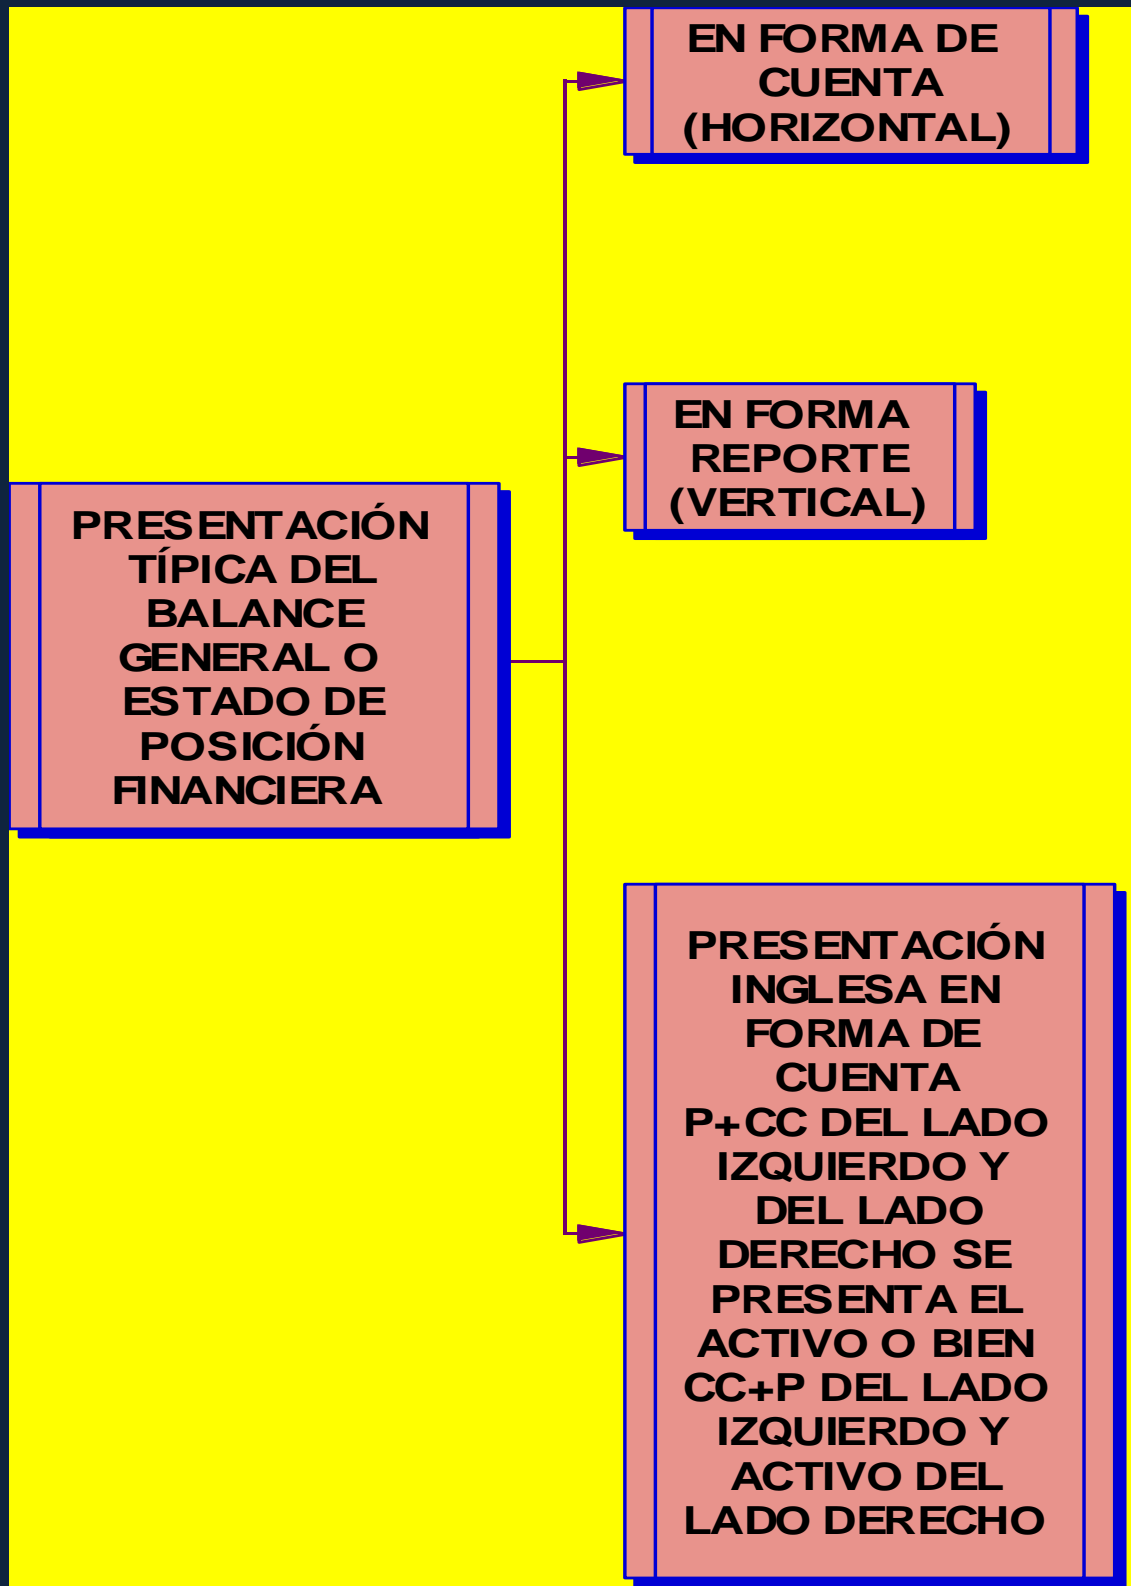 EN FORMA DE
CUENTA
(HORIZONTAL)
EN FORMA
REPORTE
(VERTICAL)
PRESENTACIÓN
TÍPICA DEL
BALANCE
GENERAL O
ESTADO DE
POSICIÓN
FINANCIERA
PRESENTACIÓN
INGLESA EN
FORMA DE
CUENTA
P+CC DEL LADO
IZQUIERDO Y
DEL LADO
DERECHO SE
PRESENTA EL
ACTIVO O BIEN
CC+P DEL LADO
IZQUIERDO Y
ACTIVO DEL
LADO DERECHO